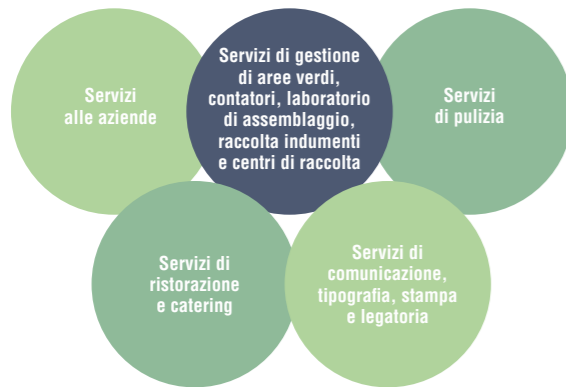 Servizi
alle aziende
Servizi di gestione
di aree verdi,
contatori, laboratorio
di assemblaggio,
raccolta indumenti
e centri di raccolta
Servizi
di pulizia
Servizi di
ristorazione
e catering
Servizi di
comunicazione,
tipografia, stampa
e legatoria